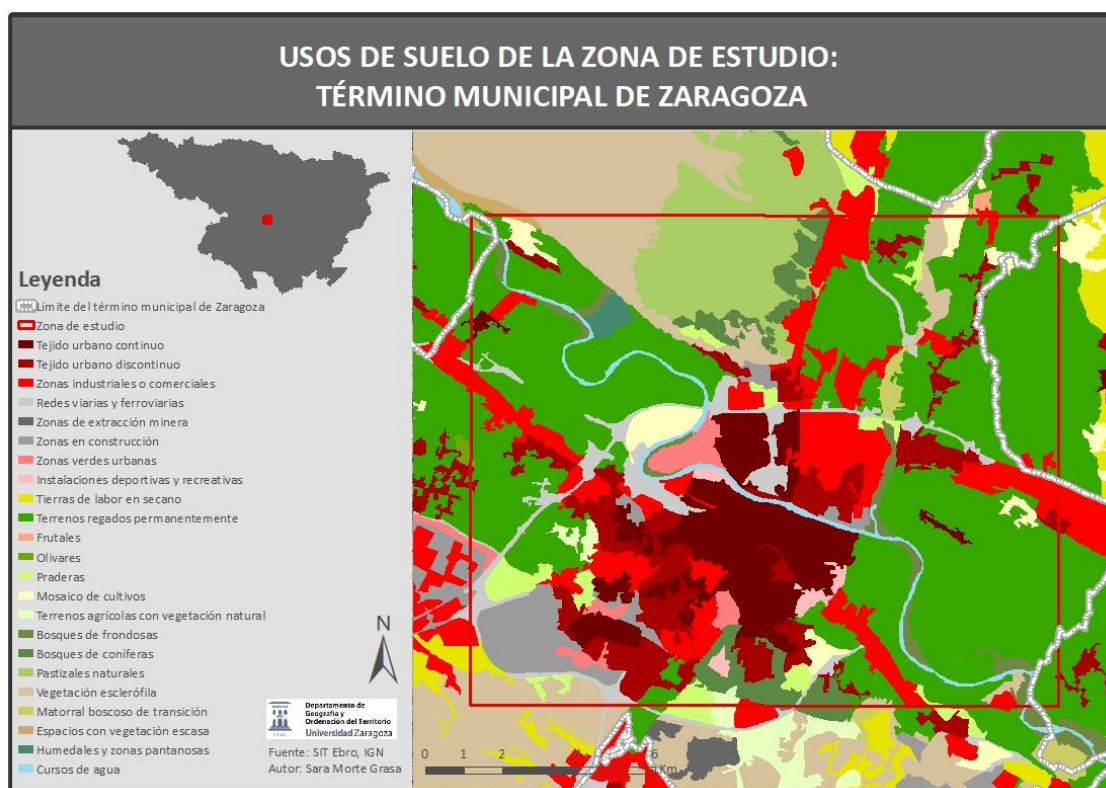 USOS DE SUELO DE LA ZONA DE ESTUDIO:
TÉRMINO MUNICIPAL DE ZARAGOZA
Leyenda
Límite del término municipal de Zaragoza
Zona de estudio
Tejido urbano continuo
Tejido urbano discontinuo
Zonas industriales o comerciales
Redes viarias y ferroviarias
Zonas de extracción minera
Zonas en construcción
Zonas verdes urbanas
Instalaciones deportivas y recreativas
Tierras de labor en secano
Terrenos regados permanentemente
Frutales
Olivares
Praderas
Mosaico de cultivos
Terrenos agrícolas con vegetación natural
Bosques de frondosas
Bosques de coníferas
Pastizales naturales
Vegetación esclerófila
Matorral boscoso de transición
Espacios con vegetación escasa
Humedales y zonas pantanosas
Cursos de agua
N
Departamento de
Geografía y
Ordenación del Territorio
Universidad Zaragoza
Fuente: SIT Ebro, IGN
Autor: Sara Morte Grasa
0 1 2 4 6
Km